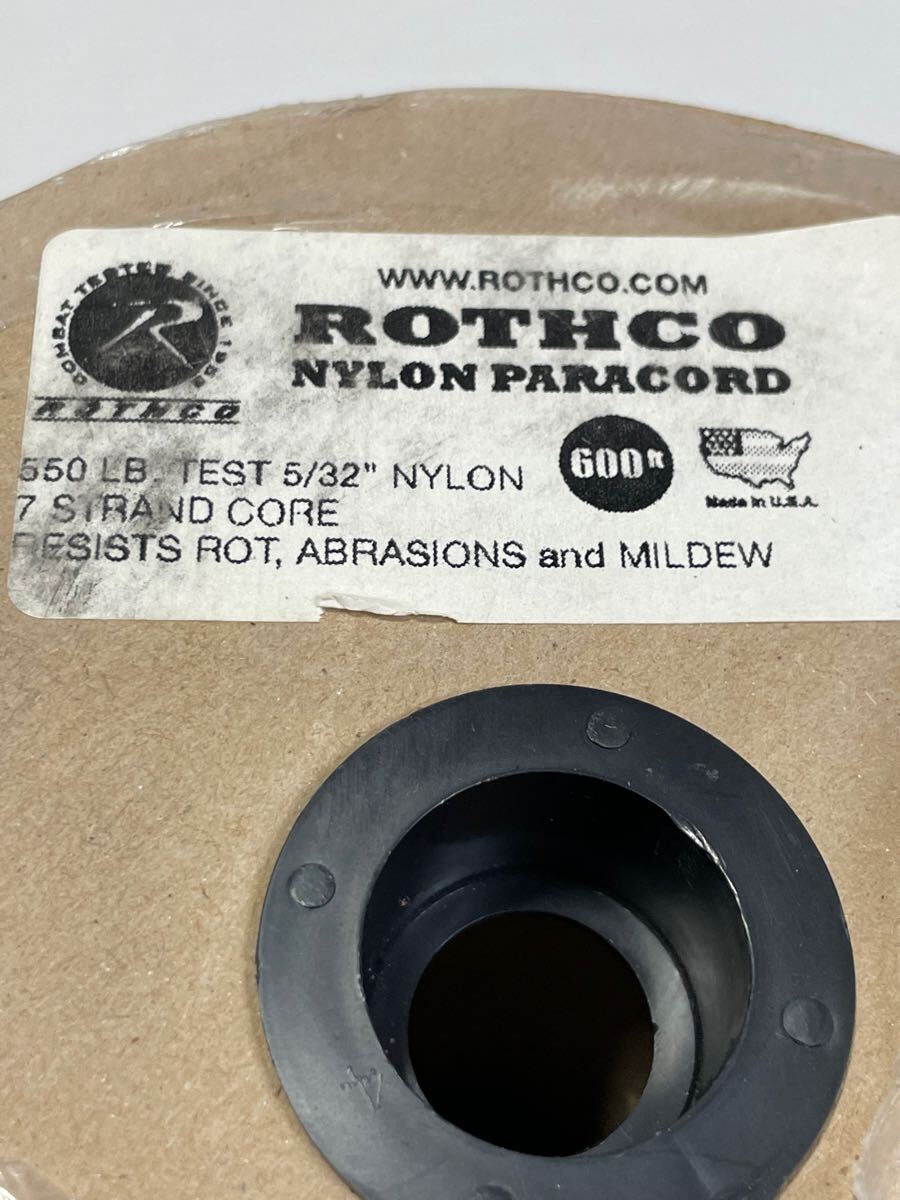 COMBAT TESTED SINCE 1953
R
ROTHCO
WWW.ROTHCO.COM
ROTHCO
NYLON PARACORD
550 LB. TEST 5/32" NYLON
7 STRAND CORE
RESISTS ROT, ABRASIONS and MILDEW
600ft
Made in U.S.A.